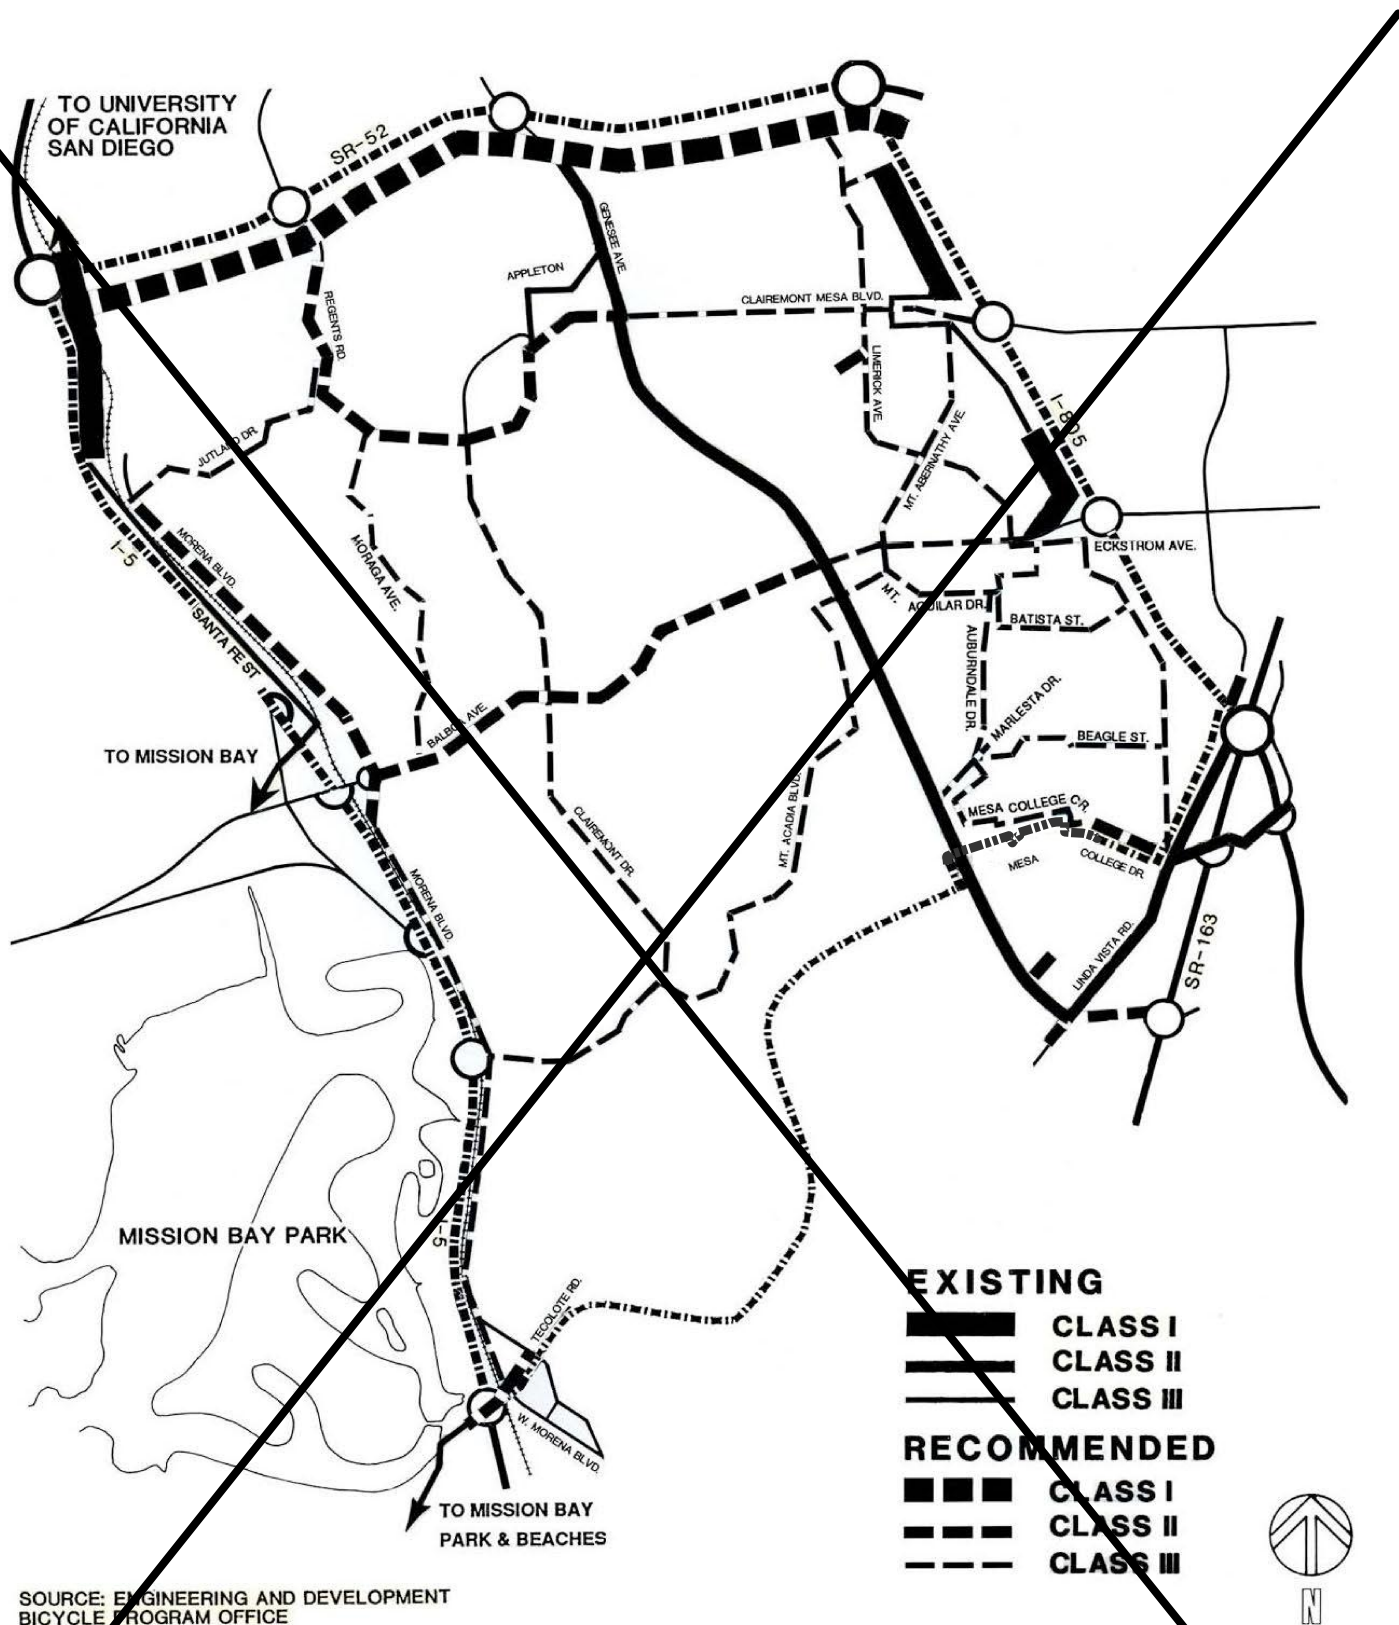 TO UNIVERSITY
OF CALIFORNIA
SAN DIEGO
SR-52
GENESEE AVE.
APPLETON
REGENTS RD.
CLAIREMONT MESA BLVD.
LIMERICK AVE.
I-805
JUTLAND DR.
MT. ABERNATHY AVE.
MORENA BLVD.
I-5
MORAGA AVE.
ECKSTROM AVE.
MT.
AGUILAR DR.
BATISTA ST.
SANTA FE ST
AUBURNDALE DR.
MARLESTA DR.
BALBOA AVE
BEAGLE ST.
TO MISSION BAY
MT. ACADIA BLVD.
MESA COLLEGE CR.
CLAIREMONT DR.
MESA
COLLEGE DR.
MORENA BLVD.
LINDA VISTA RD.
SR-163
MISSION BAY PARK
I-5
TECOLOTE RD.
W. MORENA BLVD.
TO MISSION BAY
PARK & BEACHES
EXISTING
CLASS I
CLASS II
CLASS III
RECOMMENDED
CLASS I
CLASS II
CLASS III
N
SOURCE: ENGINEERING AND DEVELOPMENT
BICYCLE PROGRAM OFFICE